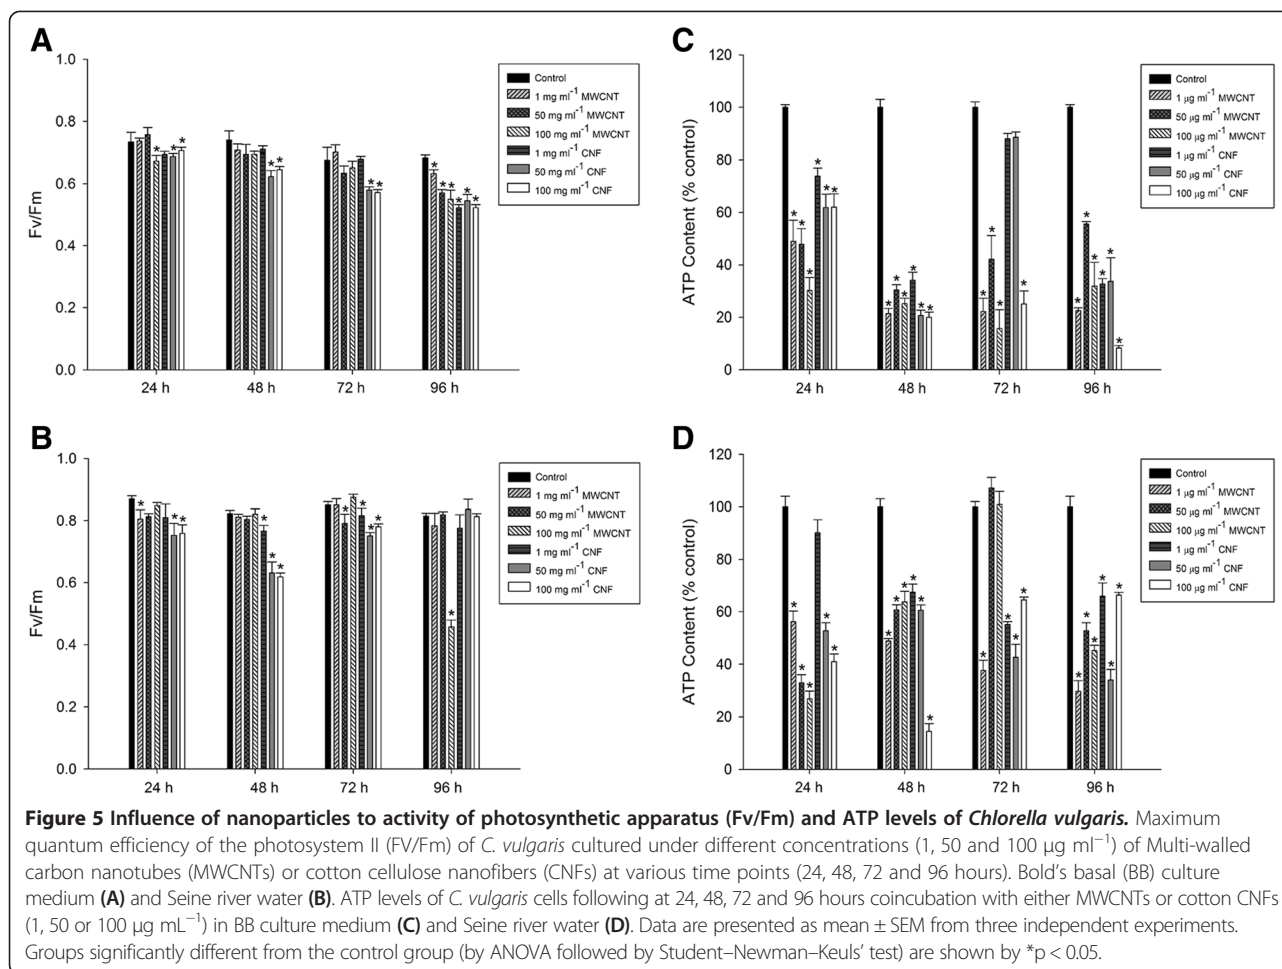 A
1.0
0.8
0.6
0.4
0.2
0.0
Fv/Fm
24 h 48 h 72 h 96 h
Control
1 mg ml⁻¹ MWCNT
50 mg ml⁻¹ MWCNT
100 mg ml⁻¹ MWCNT
1 mg ml⁻¹ CNF
50 mg ml⁻¹ CNF
100 mg ml⁻¹ CNF
* * * * * * * * * * * * * *
C
120
100
80
60
40
20
0
ATP Content (% control)
24 h 48 h 72 h 96 h
Control
1 µg ml⁻¹ MWCNT
50 µg ml⁻¹ MWCNT
100 µg ml⁻¹ MWCNT
1 µg ml⁻¹ CNF
50 µg ml⁻¹ CNF
100 µg ml⁻¹ CNF
* * * * * * * * * * * * * * * * * * * * * *
B
1.0
0.8
0.6
0.4
0.2
0.0
Fv/Fm
24 h 48 h 72 h 96 h
Control
1 mg ml⁻¹ MWCNT
50 mg ml⁻¹ MWCNT
100 mg ml⁻¹ MWCNT
1 mg ml⁻¹ CNF
50 mg ml⁻¹ CNF
100 mg ml⁻¹ CNF
* * * * * * * * * * *
D
120
100
80
60
40
20
0
ATP Content (% control)
24 h 48 h 72 h 96 h
Control
1 µg ml⁻¹ MWCNT
50 µg ml⁻¹ MWCNT
100 µg ml⁻¹ MWCNT
1 µg ml⁻¹ CNF
50 µg ml⁻¹ CNF
100 µg ml⁻¹ CNF
* * * * * * * * * * * * * * * * * * * * *
Figure 5 Influence of nanoparticles to activity of photosynthetic apparatus (Fv/Fm) and ATP levels of Chlorella vulgaris. Maximum
quantum efficiency of the photosystem II (FV/Fm) of C. vulgaris cultured under different concentrations (1, 50 and 100 µg ml⁻¹) of Multi-walled
carbon nanotubes (MWCNTs) or cotton cellulose nanofibers (CNFs) at various time points (24, 48, 72 and 96 hours). Bold's basal (BB) culture
medium (A) and Seine river water (B). ATP levels of C. vulgaris cells following at 24, 48, 72 and 96 hours coincubation with either MWCNTs or cotton CNFs
(1, 50 or 100 µg mL⁻¹) in BB culture medium (C) and Seine river water (D). Data are presented as mean ± SEM from three independent experiments.
Groups significantly different from the control group (by ANOVA followed by Student–Newman–Keuls' test) are shown by *p < 0.05.